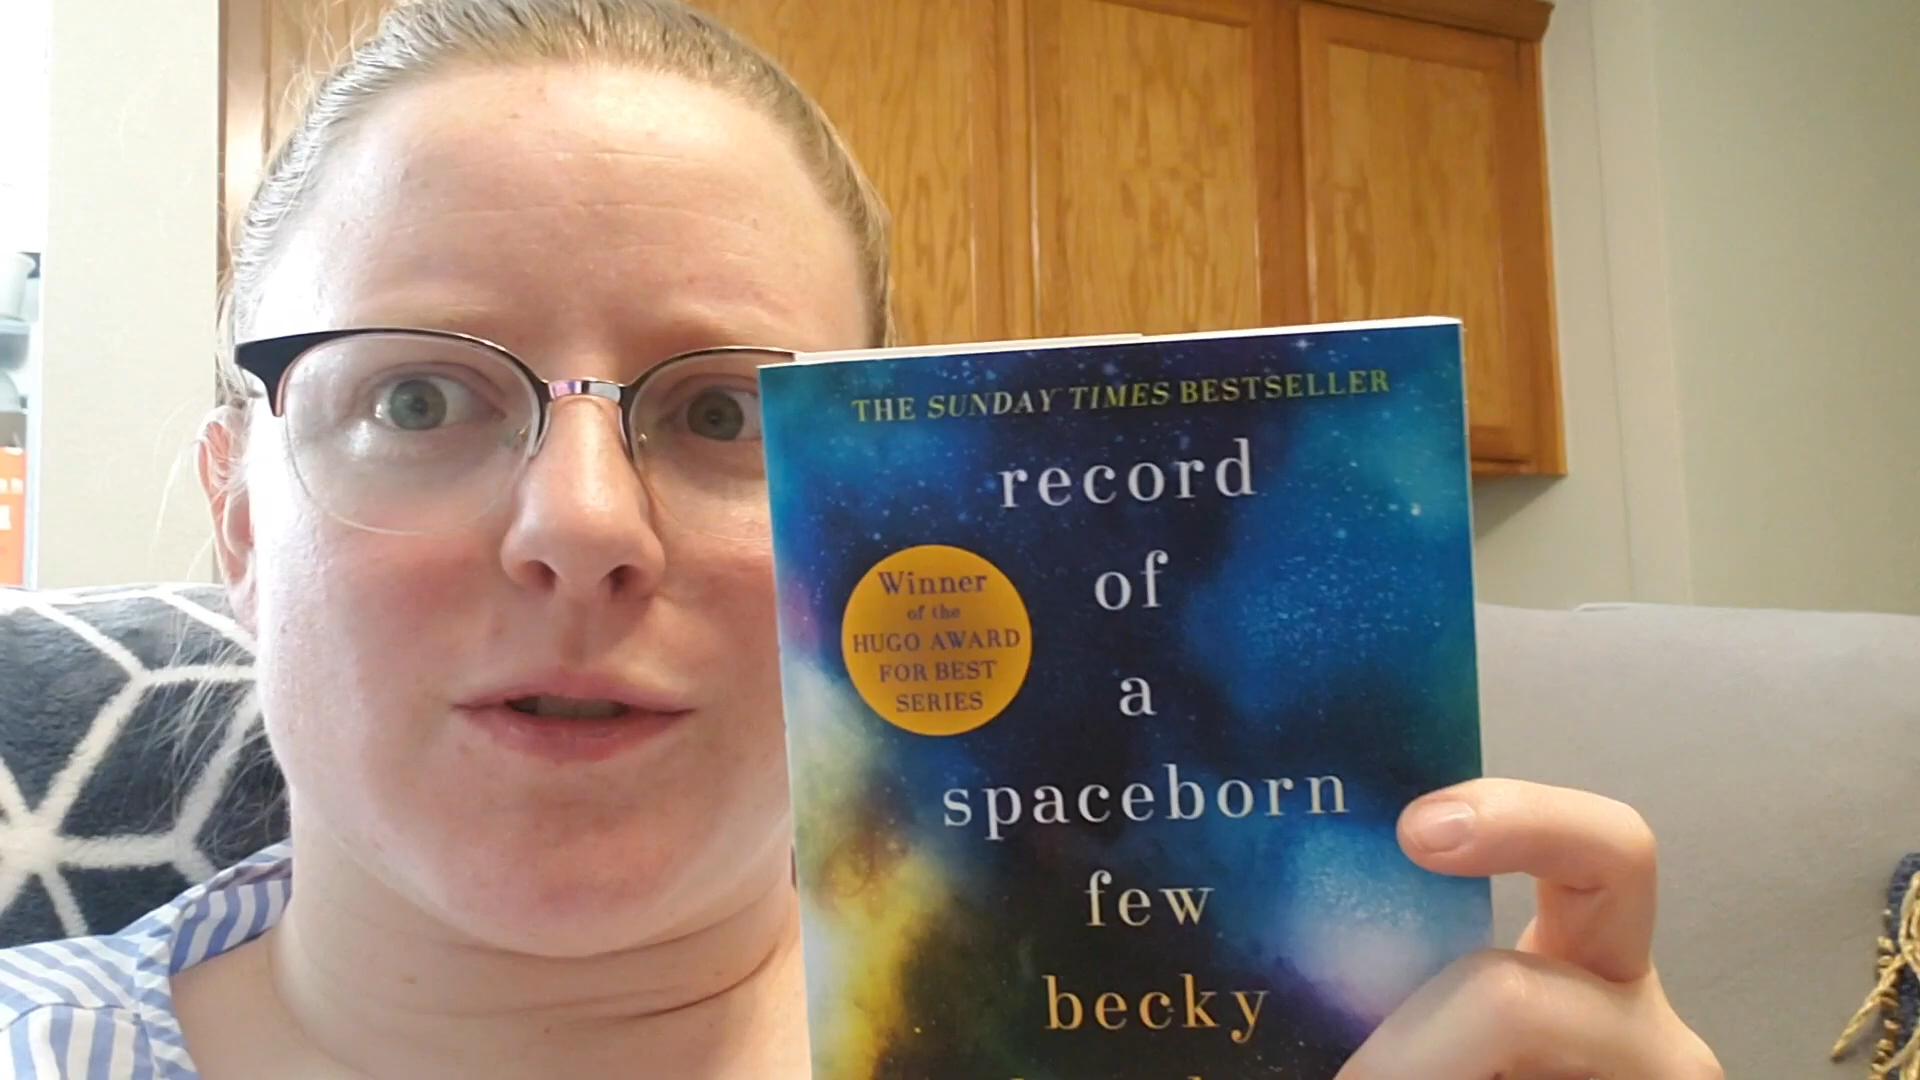 THE SUNDAY TIMES BESTSELLER
record
of
a
spaceborn
few
becky
Winner
of the
HUGO AWARD
FOR BEST
SERIES